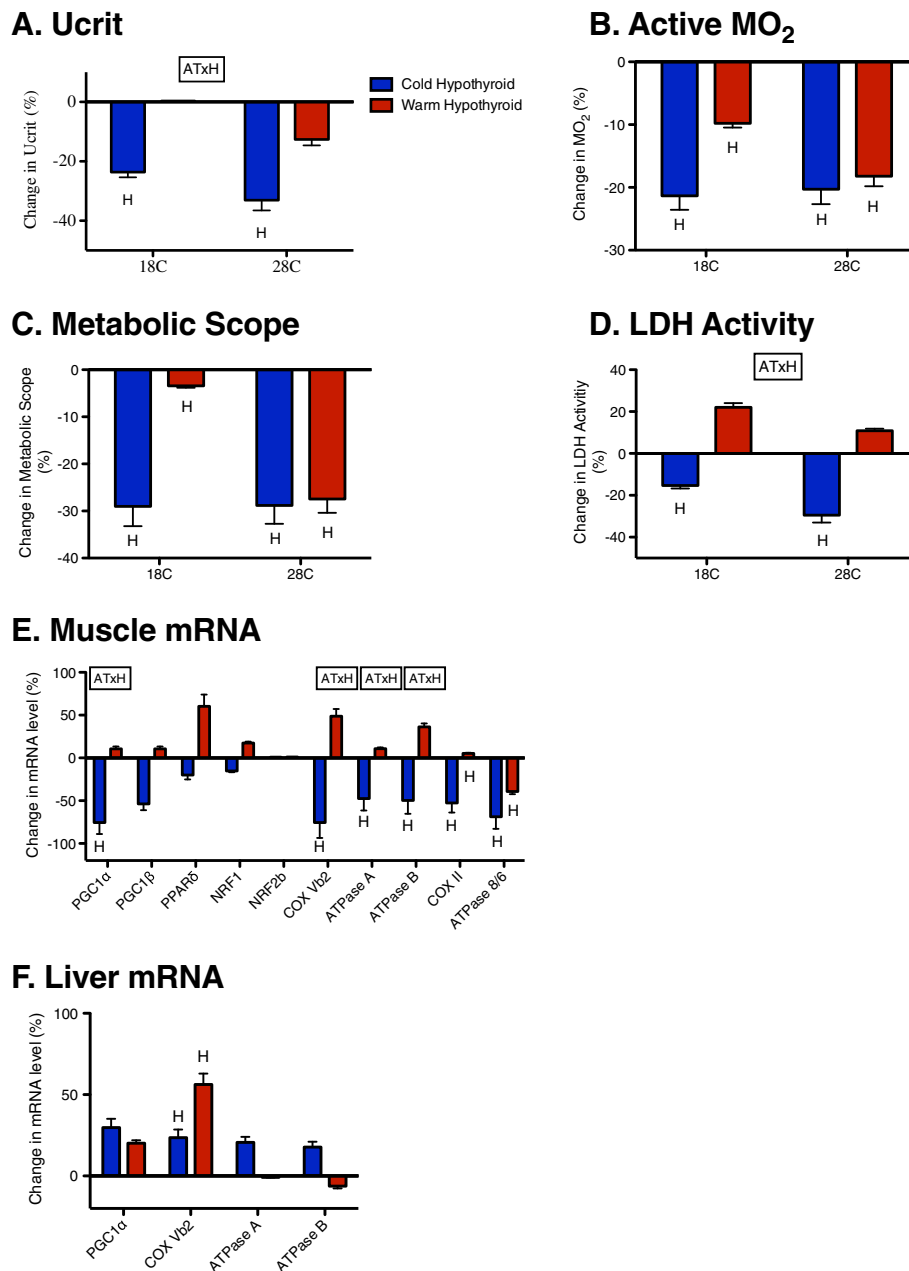 A. Ucrit
ATxH
Cold Hypothyroid
Warm Hypothyroid
Change in Ucrit (%)
0
-20
-40
18C
28C
B. Active MO2
Change in MO2 (%)
0
-10
-20
-30
H
H
H
H
H
H
18C
28C
C. Metabolic Scope
Change in Metabolic Scope
(%)
0
-10
-20
-30
-40
H
H
H
H
18C
28C
D. LDH Activity
ATxH
Change in LDH Activitiy
(%)
40
20
0
-20
-40
H
H
18C
28C
E. Muscle mRNA
Change in mRNA level (%)
100
50
0
-50
-100
ATxH
ATxH
ATxH
ATxH
H
H
H
H
H
H
H
H
PGC1α
PGC1β
PPARδ
NRF1
NRF2b
COX Vb2
ATPase A
ATPase B
COX II
ATPase 8/6
F. Liver mRNA
Change in mRNA level (%)
100
50
0
H
H
PGC1α
COX Vb2
ATPase A
ATPase B